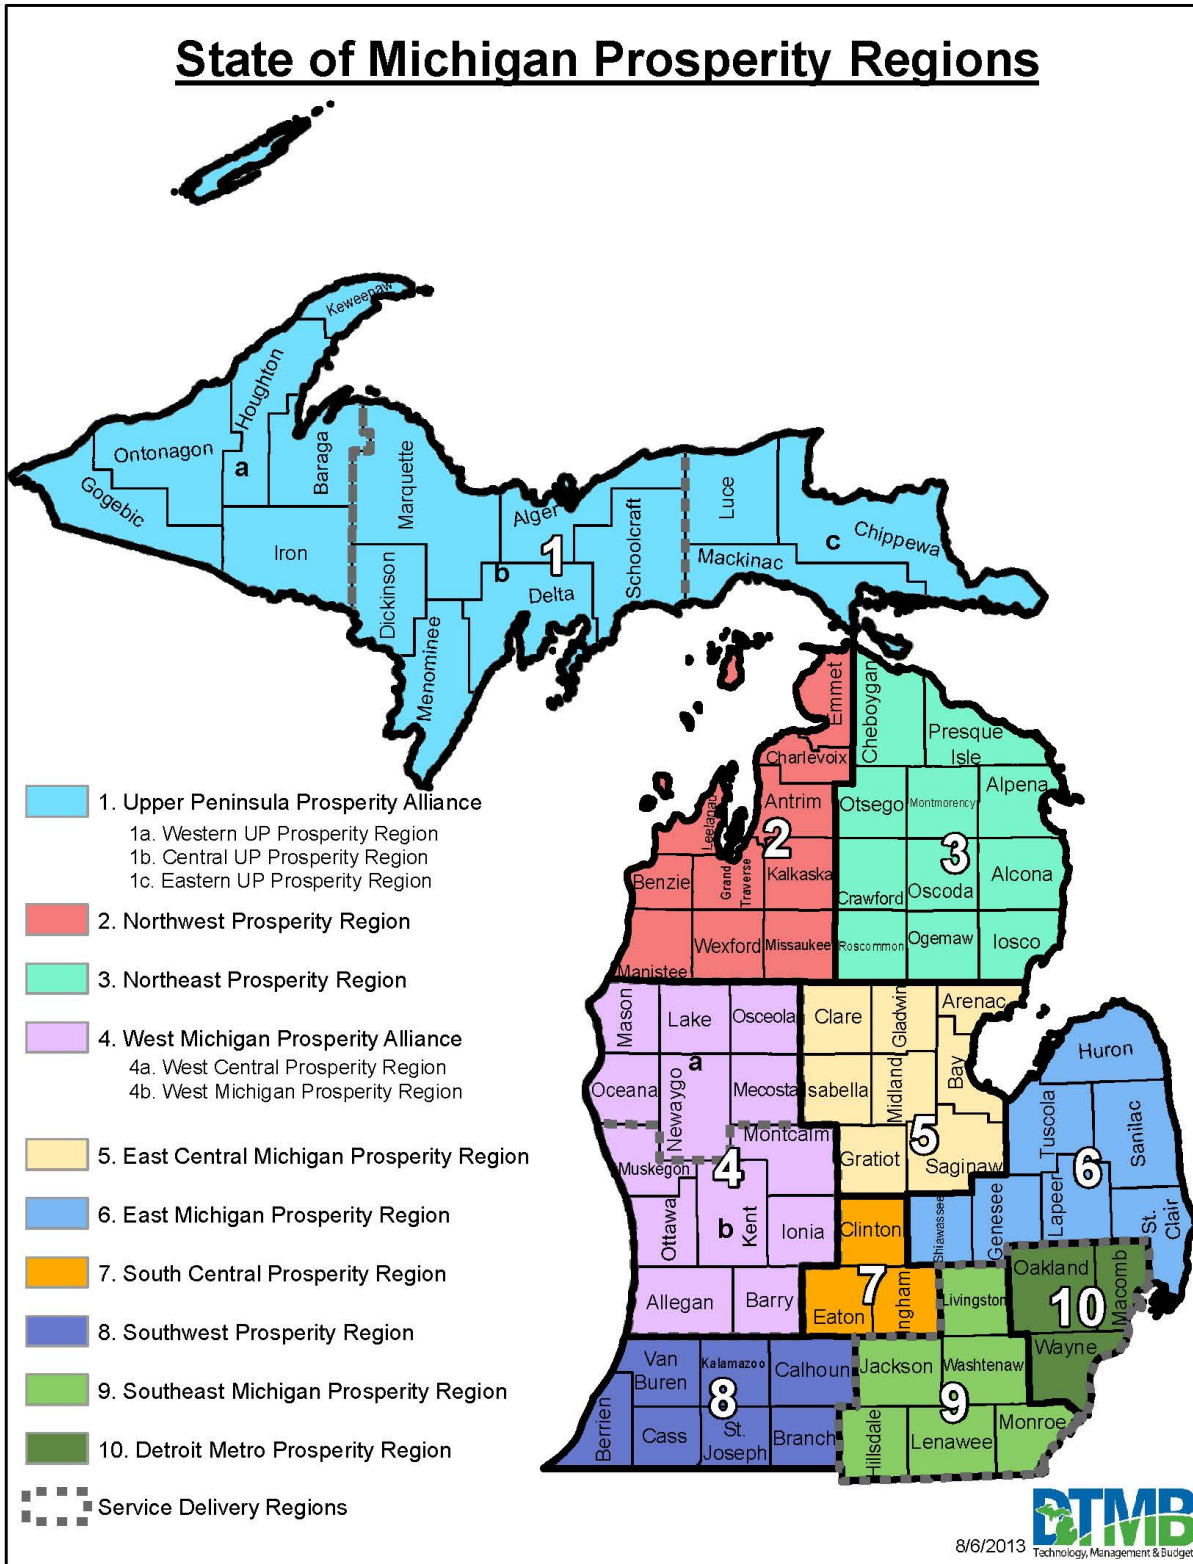 State of Michigan Prosperity Regions
Keweenaw
Houghton
Ontonagon
a
Baraga
Gogebic
Iron
Marquette
Alger
1
b
Dickinson
Delta
Schoolcraft
Menominee
Luce
c
Chippewa
Mackinac
Emmet
Cheboygan
Presque
Isle
Charlevoix
Antrim
Otsego
Montmorency
Alpena
Leelanau
2
3
Benzie
Grand
Traverse
Kalkaska
Crawford
Oscoda
Alcona
Manistee
Wexford
Missaukee
Roscommon
Ogemaw
Iosco
Mason
Lake
Osceola
Clare
Gladwin
Arenac
a
Oceana
Newaygo
Mecosta
Isabella
Midland
Bay
Huron
Montcalm
Muskegon
4
Gratiot
5
Saginaw
Tuscola
Sanilac
6
Ottawa
b
Kent
Ionia
Clinton
Shiawassee
Genesee
Lapeer
St.
Clair
Allegan
Barry
Eaton
7
Ingham
Livingston
Oakland
Macomb
10
Van
Buren
Kalamazoo
Calhoun
Jackson
Washtenaw
Wayne
8
9
Berrien
Cass
St.
Joseph
Branch
Hillsdale
Lenawee
Monroe
1. Upper Peninsula Prosperity Alliance
1a. Western UP Prosperity Region
1b. Central UP Prosperity Region
1c. Eastern UP Prosperity Region
2. Northwest Prosperity Region
3. Northeast Prosperity Region
4. West Michigan Prosperity Alliance
4a. West Central Prosperity Region
4b. West Michigan Prosperity Region
5. East Central Michigan Prosperity Region
6. East Michigan Prosperity Region
7. South Central Prosperity Region
8. Southwest Prosperity Region
9. Southeast Michigan Prosperity Region
10. Detroit Metro Prosperity Region
Service Delivery Regions
8/6/2013
DTMB
Technology, Management & Budget